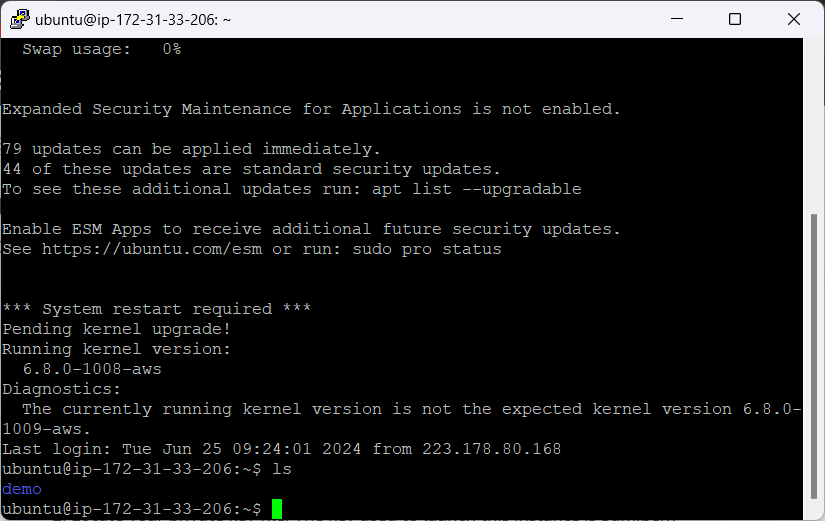 ubuntu@ip-172-31-33-206: ~
Swap usage:   0%
Expanded Security Maintenance for Applications is not enabled.
79 updates can be applied immediately.
44 of these updates are standard security updates.
To see these additional updates run: apt list --upgradable
Enable ESM Apps to receive additional future security updates.
See https://ubuntu.com/esm or run: sudo pro status
*** System restart required ***
Pending kernel upgrade!
Running kernel version:
  6.8.0-1008-aws
Diagnostics:
  The currently running kernel version is not the expected kernel version 6.8.0-
1009-aws.
Last login: Tue Jun 25 09:24:01 2024 from 223.178.80.168
ubuntu@ip-172-31-33-206:~$ ls
demo
ubuntu@ip-172-31-33-206:~$